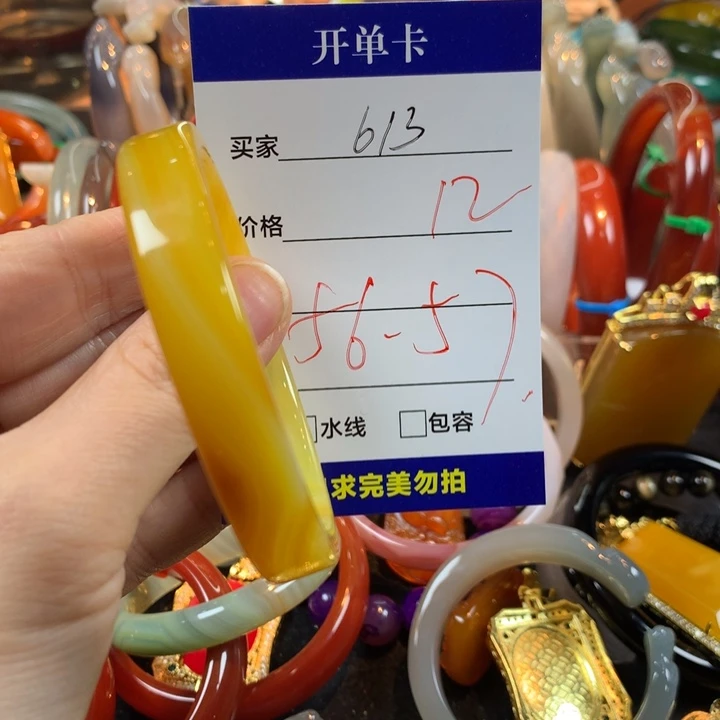 开单卡
买家 613
价格 12
56-57
水线 包容
求完美勿拍